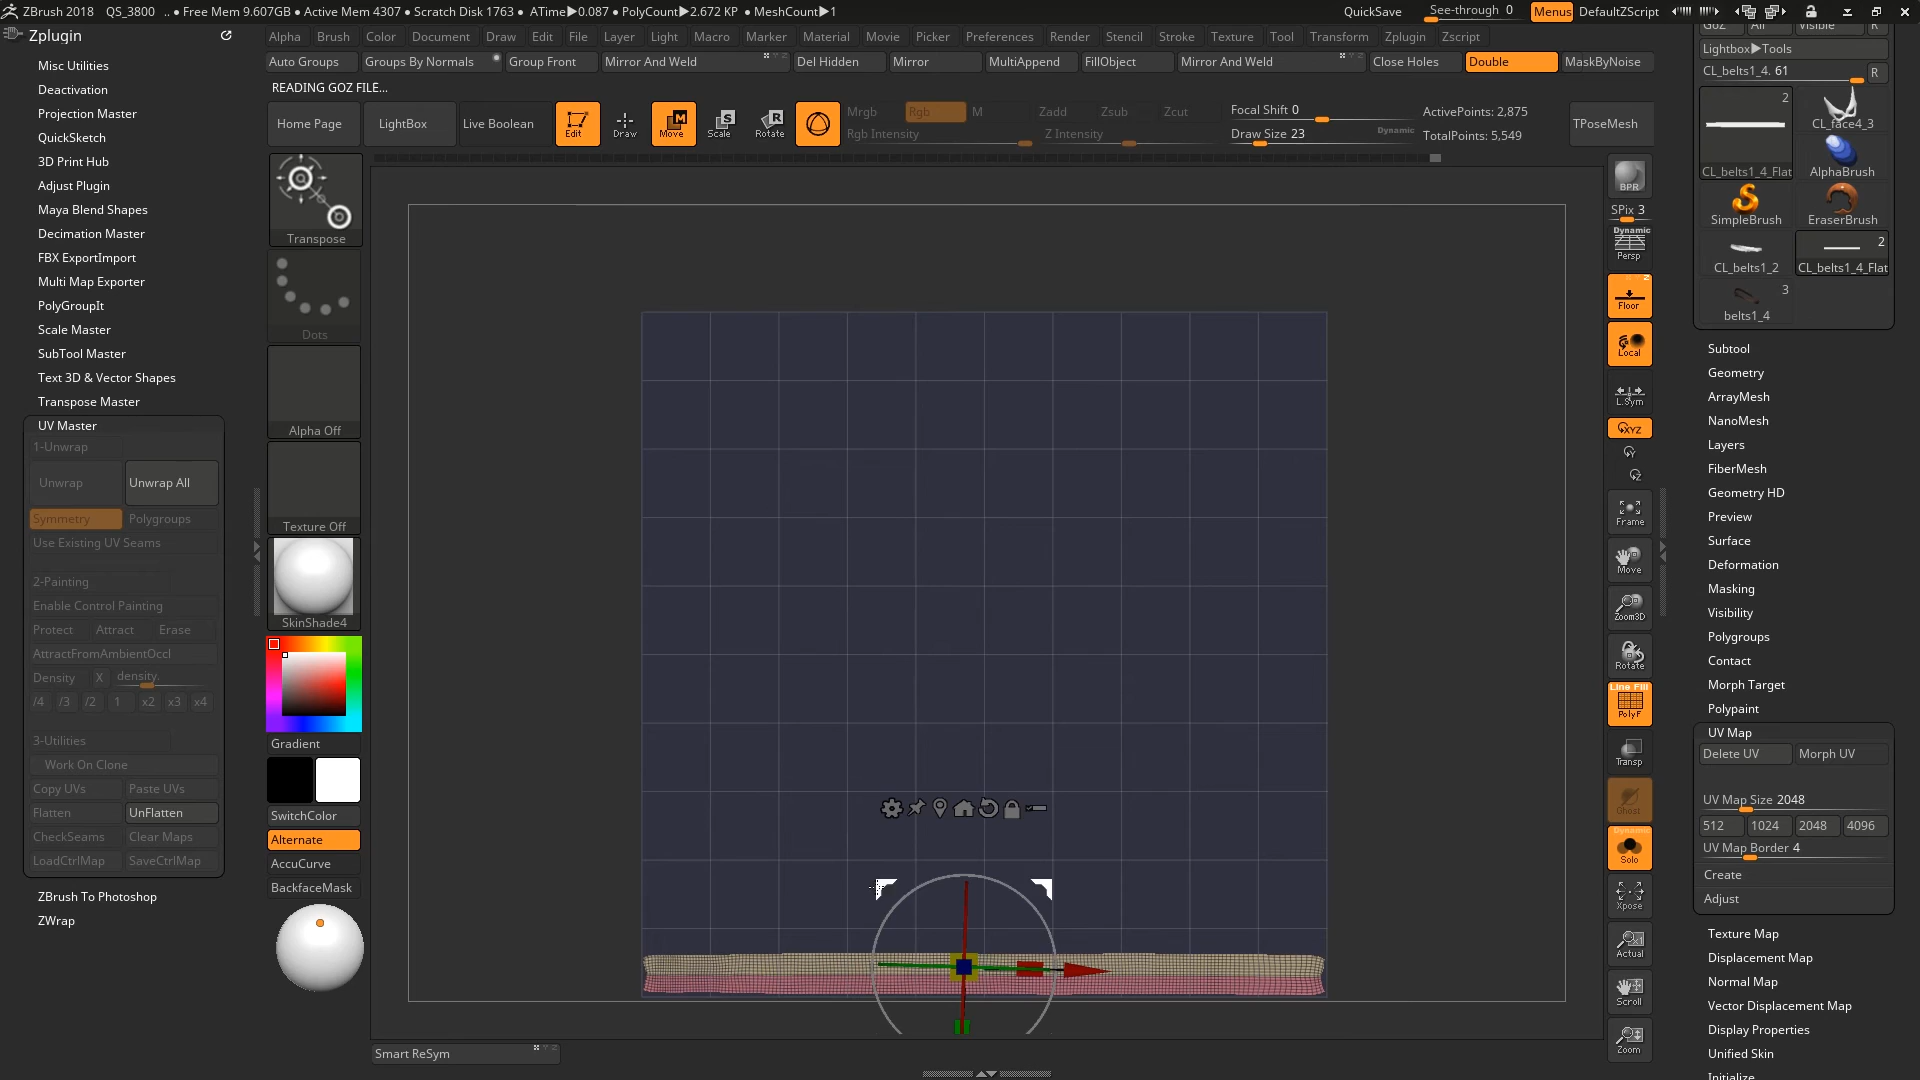 ZBrush 2018 QS_3800 .. • Free Mem 9.607GB • Active Mem 4307 • Scratch Disk 1763 • ATime▶0.087 • PolyCount▶2.672 KP • MeshCount▶1 QuickSave See-through 0 Menus DefaultZScript
Zplugin
Alpha Brush Color Document Draw Edit File Layer Light Macro Marker Material Movie Picker Preferences Render Stencil Stroke Texture Tool Transform Zplugin Zscript
Auto Groups Groups By Normals Group Front Mirror And Weld Del Hidden Mirror MultiAppend FillObject Mirror And Weld Close Holes Double MaskByNoise
READING GOZ FILE...
Home Page LightBox Live Boolean Edit Draw Move Scale Rotate
Mrgb Rgb M Zadd Zsub Zcut
Rgb Intensity Z Intensity
Focal Shift 0
Draw Size 23 Dynamic
ActivePoints: 2,875
TotalPoints: 5,549
TPoseMesh
Misc Utilities
Deactivation
Projection Master
QuickSketch
3D Print Hub
Adjust Plugin
Maya Blend Shapes
Decimation Master
FBX ExportImport
Multi Map Exporter
PolyGroupIt
Scale Master
SubTool Master
Text 3D & Vector Shapes
Transpose Master
UV Master
1-Unwrap
Unwrap Unwrap All
Symmetry Polygroups
Use Existing UV Seams
2-Painting
Enable Control Painting
Protect Attract Erase
AttractFromAmbientOccl
Density X density.
/4 /3 /2 1 x2 x3 x4
3-Utilities
Work On Clone
Copy UVs Paste UVs
Flatten UnFlatten
CheckSeams Clear Maps
LoadCtrlMap SaveCtrlMap
ZBrush To Photoshop
ZWrap
Transpose
Dots
Alpha Off
Texture Off
SkinShade4
Gradient
SwitchColor
Alternate
AccuCurve
BackfaceMask
Smart ReSym
BPR
SPix 3
Dynamic
Persp
Floor
Local
L.Sym
XYZ
Y
Z
Frame
Move
Zoom3D
Rotate
Line Fill
PolyF
Transp
Ghost
Dynamic
Solo
Xpose
Actual
Scroll
Zoom
GoZ All Visible R
Lightbox▶Tools
CL_belts1_4. 61 R
2
CL_face4_3
CL_belts1_4_Flat AlphaBrush
SimpleBrush EraserBrush
2
CL_belts1_2 CL_belts1_4_Flat
3
belts1_4
Subtool
Geometry
ArrayMesh
NanoMesh
Layers
FiberMesh
Geometry HD
Preview
Surface
Deformation
Masking
Visibility
Polygroups
Contact
Morph Target
Polypaint
UV Map
Delete UV Morph UV
UV Map Size 2048
512 1024 2048 4096
UV Map Border 4
Create
Adjust
Texture Map
Displacement Map
Normal Map
Vector Displacement Map
Display Properties
Unified Skin
Initialize